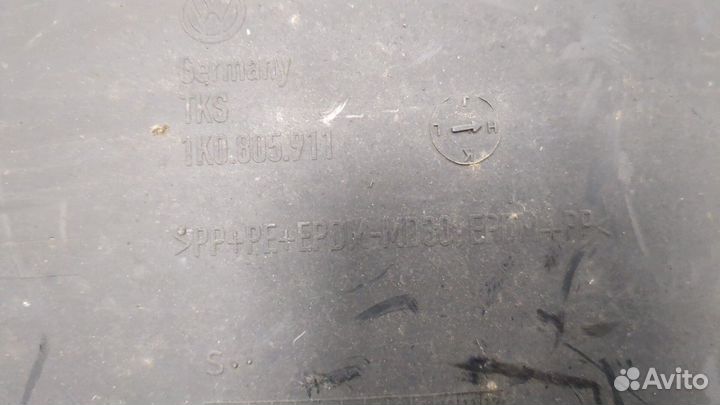 Germany
TKS
1K0.805.911
J
L H
K
>PP+PE+EPDM-MD30, EPDM+PP<
S..
Avito